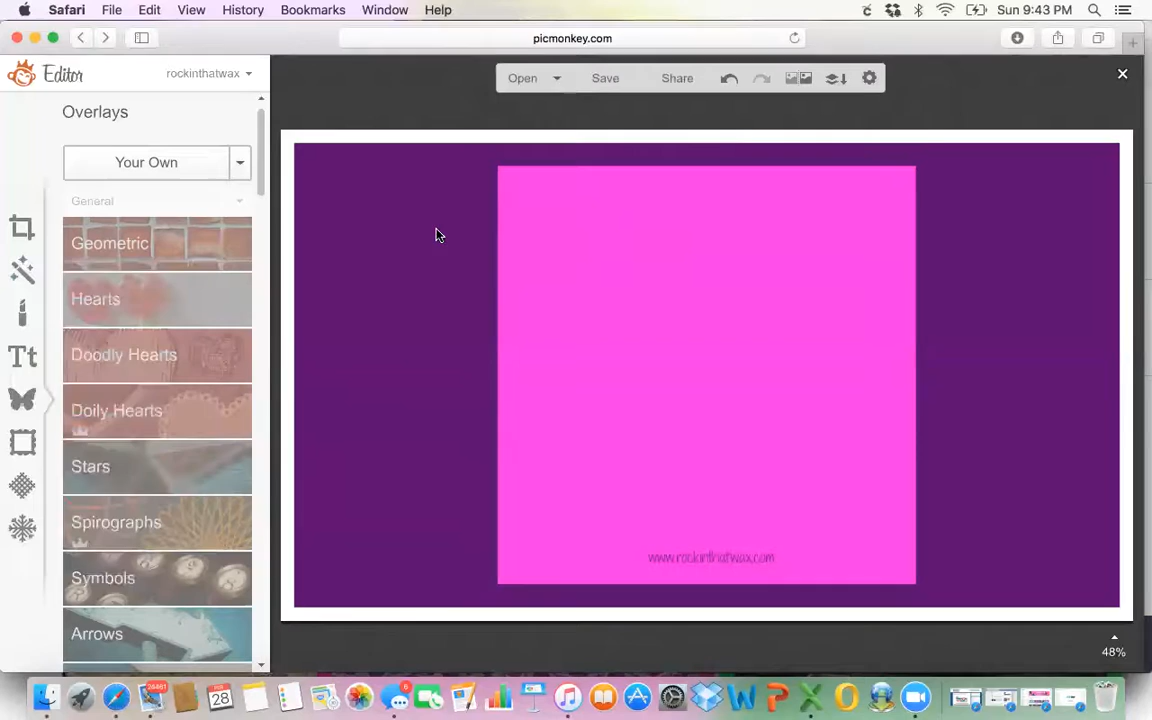 Safari File Edit View History Bookmarks Window Help Sun 9:43 PM
picmonkey.com
Editor rockinthatwax
Open Save Share
Overlays
Your Own
General
Geometric
Hearts
Doodly Hearts
Doily Hearts
Stars
Spirographs
Symbols
Arrows
www.rockinthatwax.com
48%